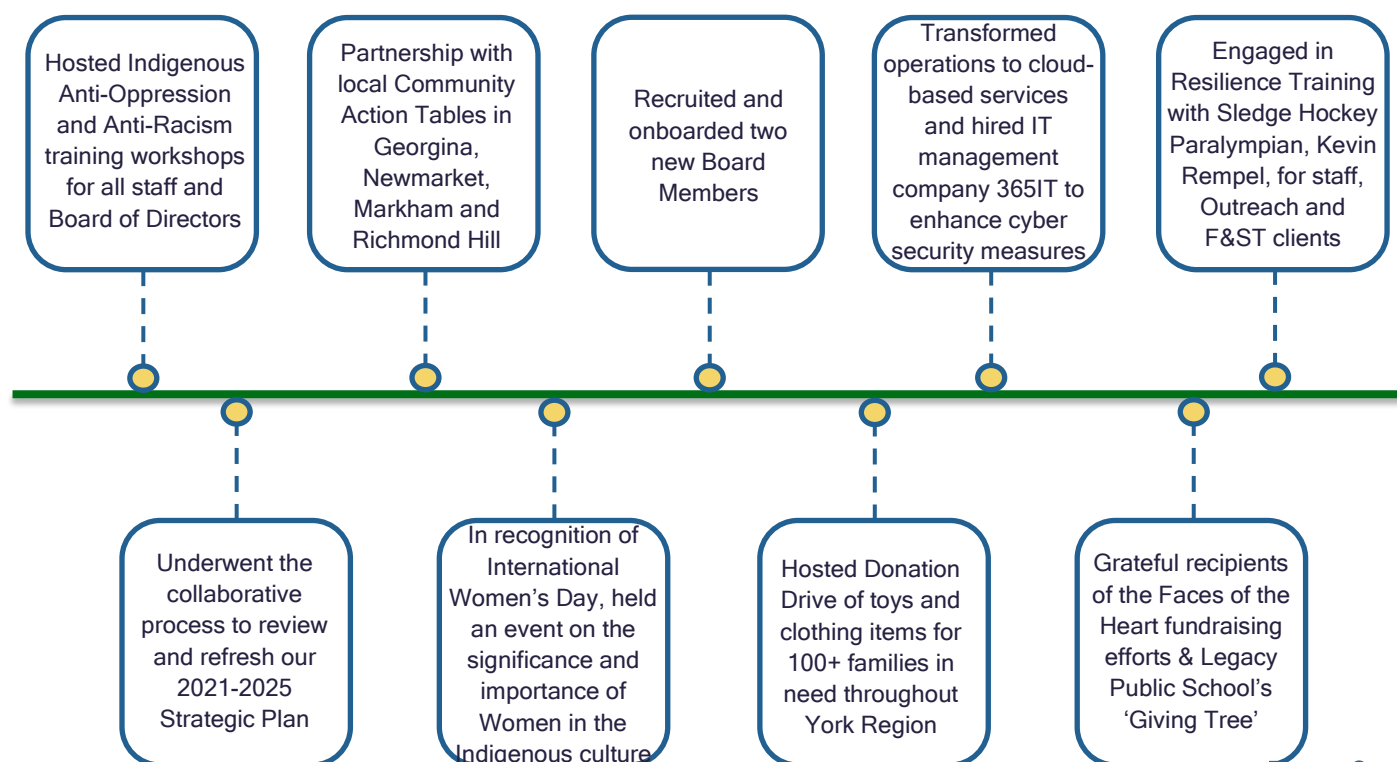 Hosted Indigenous
Anti-Oppression
and Anti-Racism
training workshops
for all staff and
Board of Directors
Partnership with
local Community
Action Tables in
Georgina,
Newmarket,
Markham and
Richmond Hill
Recruited and
onboarded two
new Board
Members
Transformed
operations to cloud-
based services
and hired IT
management
company 365IT to
enhance cyber
security measures
Engaged in
Resilience Training
with Sledge Hockey
Paralympian, Kevin
Rempel, for staff,
Outreach and
F&ST clients
Underwent the
collaborative
process to review
and refresh our
2021-2025
Strategic Plan
In recognition of
International
Women’s Day, held
an event on the
significance and
importance of
Women in the
Indigenous culture
Hosted Donation
Drive of toys and
clothing items for
100+ families in
need throughout
York Region
Grateful recipients
of the Faces of the
Heart fundraising
efforts & Legacy
Public School’s
‘Giving Tree’